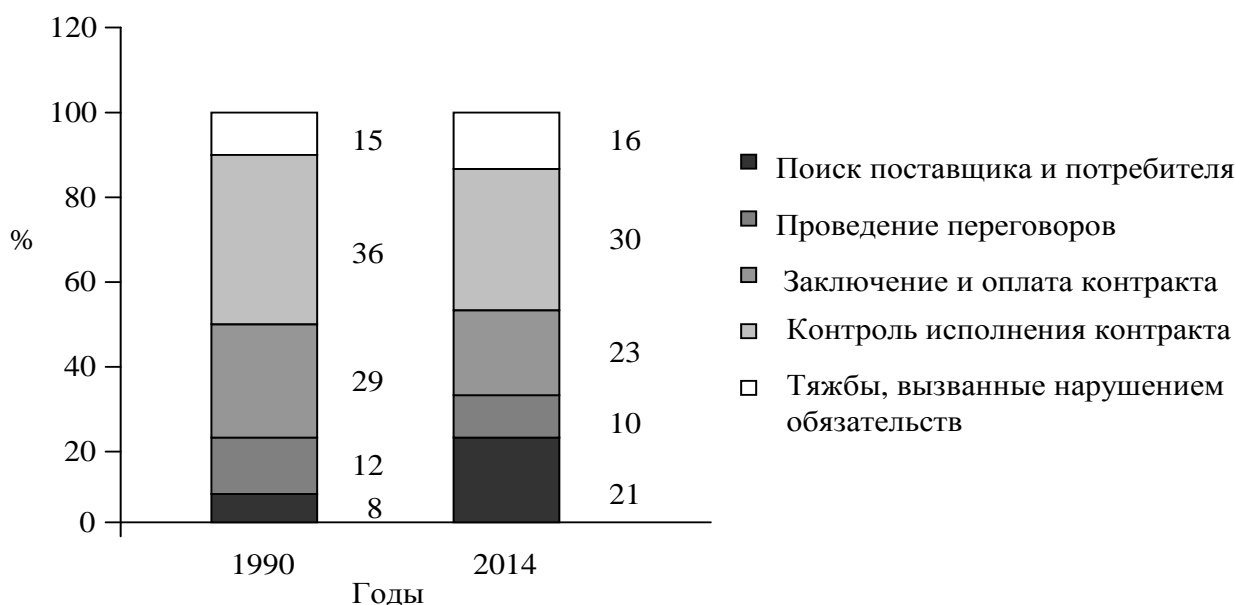 120
100
80
60
40
20
0
%
15
36
29
12
8
16
30
23
10
21
1990
2014
Годы
Поиск поставщика и потребителя
Проведение переговоров
Заключение и оплата контракта
Контроль исполнения контракта
Тяжбы, вызванные нарушением
обязательств